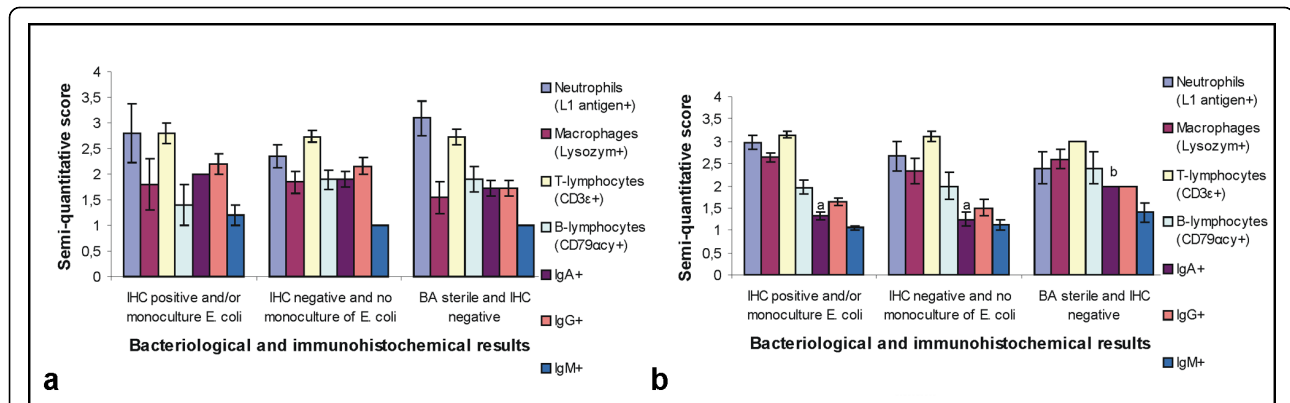 Semi-quantitative score
4
3,5
3
2,5
2
1,5
1
0,5
0
IHC positive and/or
monoculture E. coli
IHC negative and no
monoculture of E. coli
BA sterile and IHC
negative
Bacteriological and immunohistochemical results
Neutrophils
(L1 antigen+)
Macrophages
(Lysozym+)
T-lymphocytes
(CD3ε+)
B-lymphocytes
(CD79αcy+)
IgA+
IgG+
IgM+
a
Semi-quantitative score
3,5
3
2,5
2
1,5
1
0,5
0
a
a
b
IHC positive and/or
monoculture E. coli
IHC negative and no
monoculture of E. coli
BA sterile and IHC
negative
Bacteriological and immunohistochemical results
Neutrophils
(L1 antigen+)
Macrophages
(Lysozym+)
T-lymphocytes
(CD3ε+)
B-lymphocytes
(CD79αcy+)
IgA+
IgG+
IgM+
b